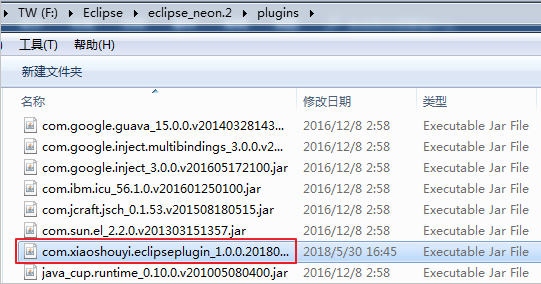 TW (F:) ▸ Eclipse ▸ eclipse_neon.2 ▸ plugins
工具(T) 帮助(H)
新建文件夹
名称 修改日期 类型
com.google.guava_15.0.0.v20140328143... 2016/12/8 2:58 Executable Jar File
com.google.inject.multibindings_3.0.0.v2... 2016/12/8 2:58 Executable Jar File
com.google.inject_3.0.0.v201605172100.jar 2016/12/8 2:58 Executable Jar File
com.ibm.icu_56.1.0.v201601250100.jar 2016/12/8 2:58 Executable Jar File
com.jcraft.jsch_0.1.53.v201508180515.jar 2016/12/8 2:58 Executable Jar File
com.sun.el_2.2.0.v201303151357.jar 2016/12/8 2:58 Executable Jar File
com.xiaoshouyi.eclipseplugin_1.0.0.20180... 2018/5/30 16:45 Executable Jar File
java_cup.runtime_0.10.0.v201005080400.jar 2016/12/8 2:58 Executable Jar File